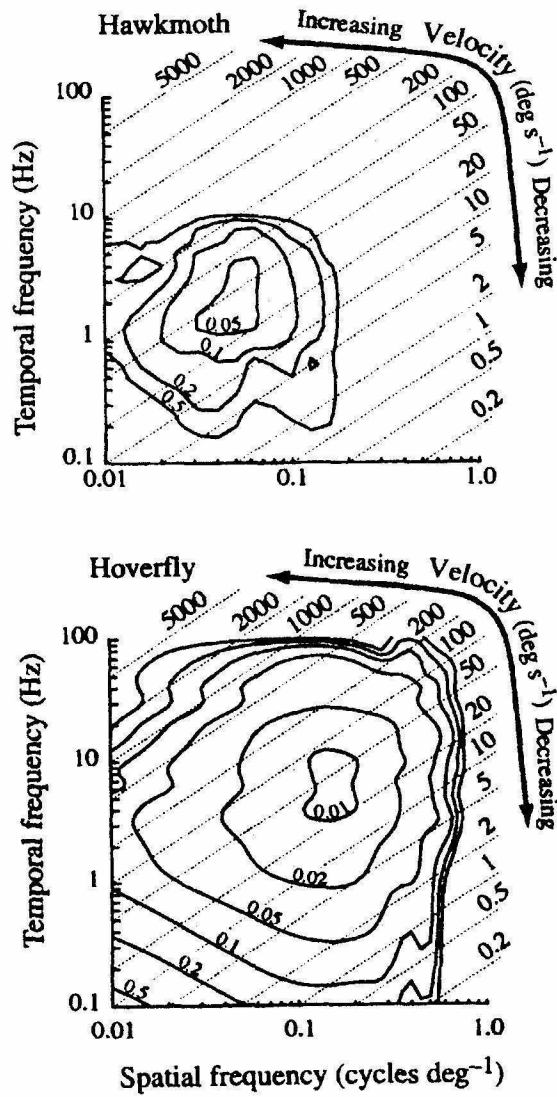 Hawkmoth
Increasing Velocity (deg s⁻¹) Decreasing
5000 2000 1000 500 200 100 50 20 10 5 2 1 0.5 0.2
Temporal frequency (Hz)
100
10
1
0.1
0.05
0.1
0.2
0.5
0.01 0.1 1.0
Hoverfly
Increasing Velocity (deg s⁻¹) Decreasing
5000 2000 1000 500 200 100 50 20 10 5 2 1 0.5 0.2
Temporal frequency (Hz)
100
10
1
0.1
0.01
0.02
0.05
0.1
0.2
0.5
0.01 0.1 1.0
Spatial frequency (cycles deg⁻¹)